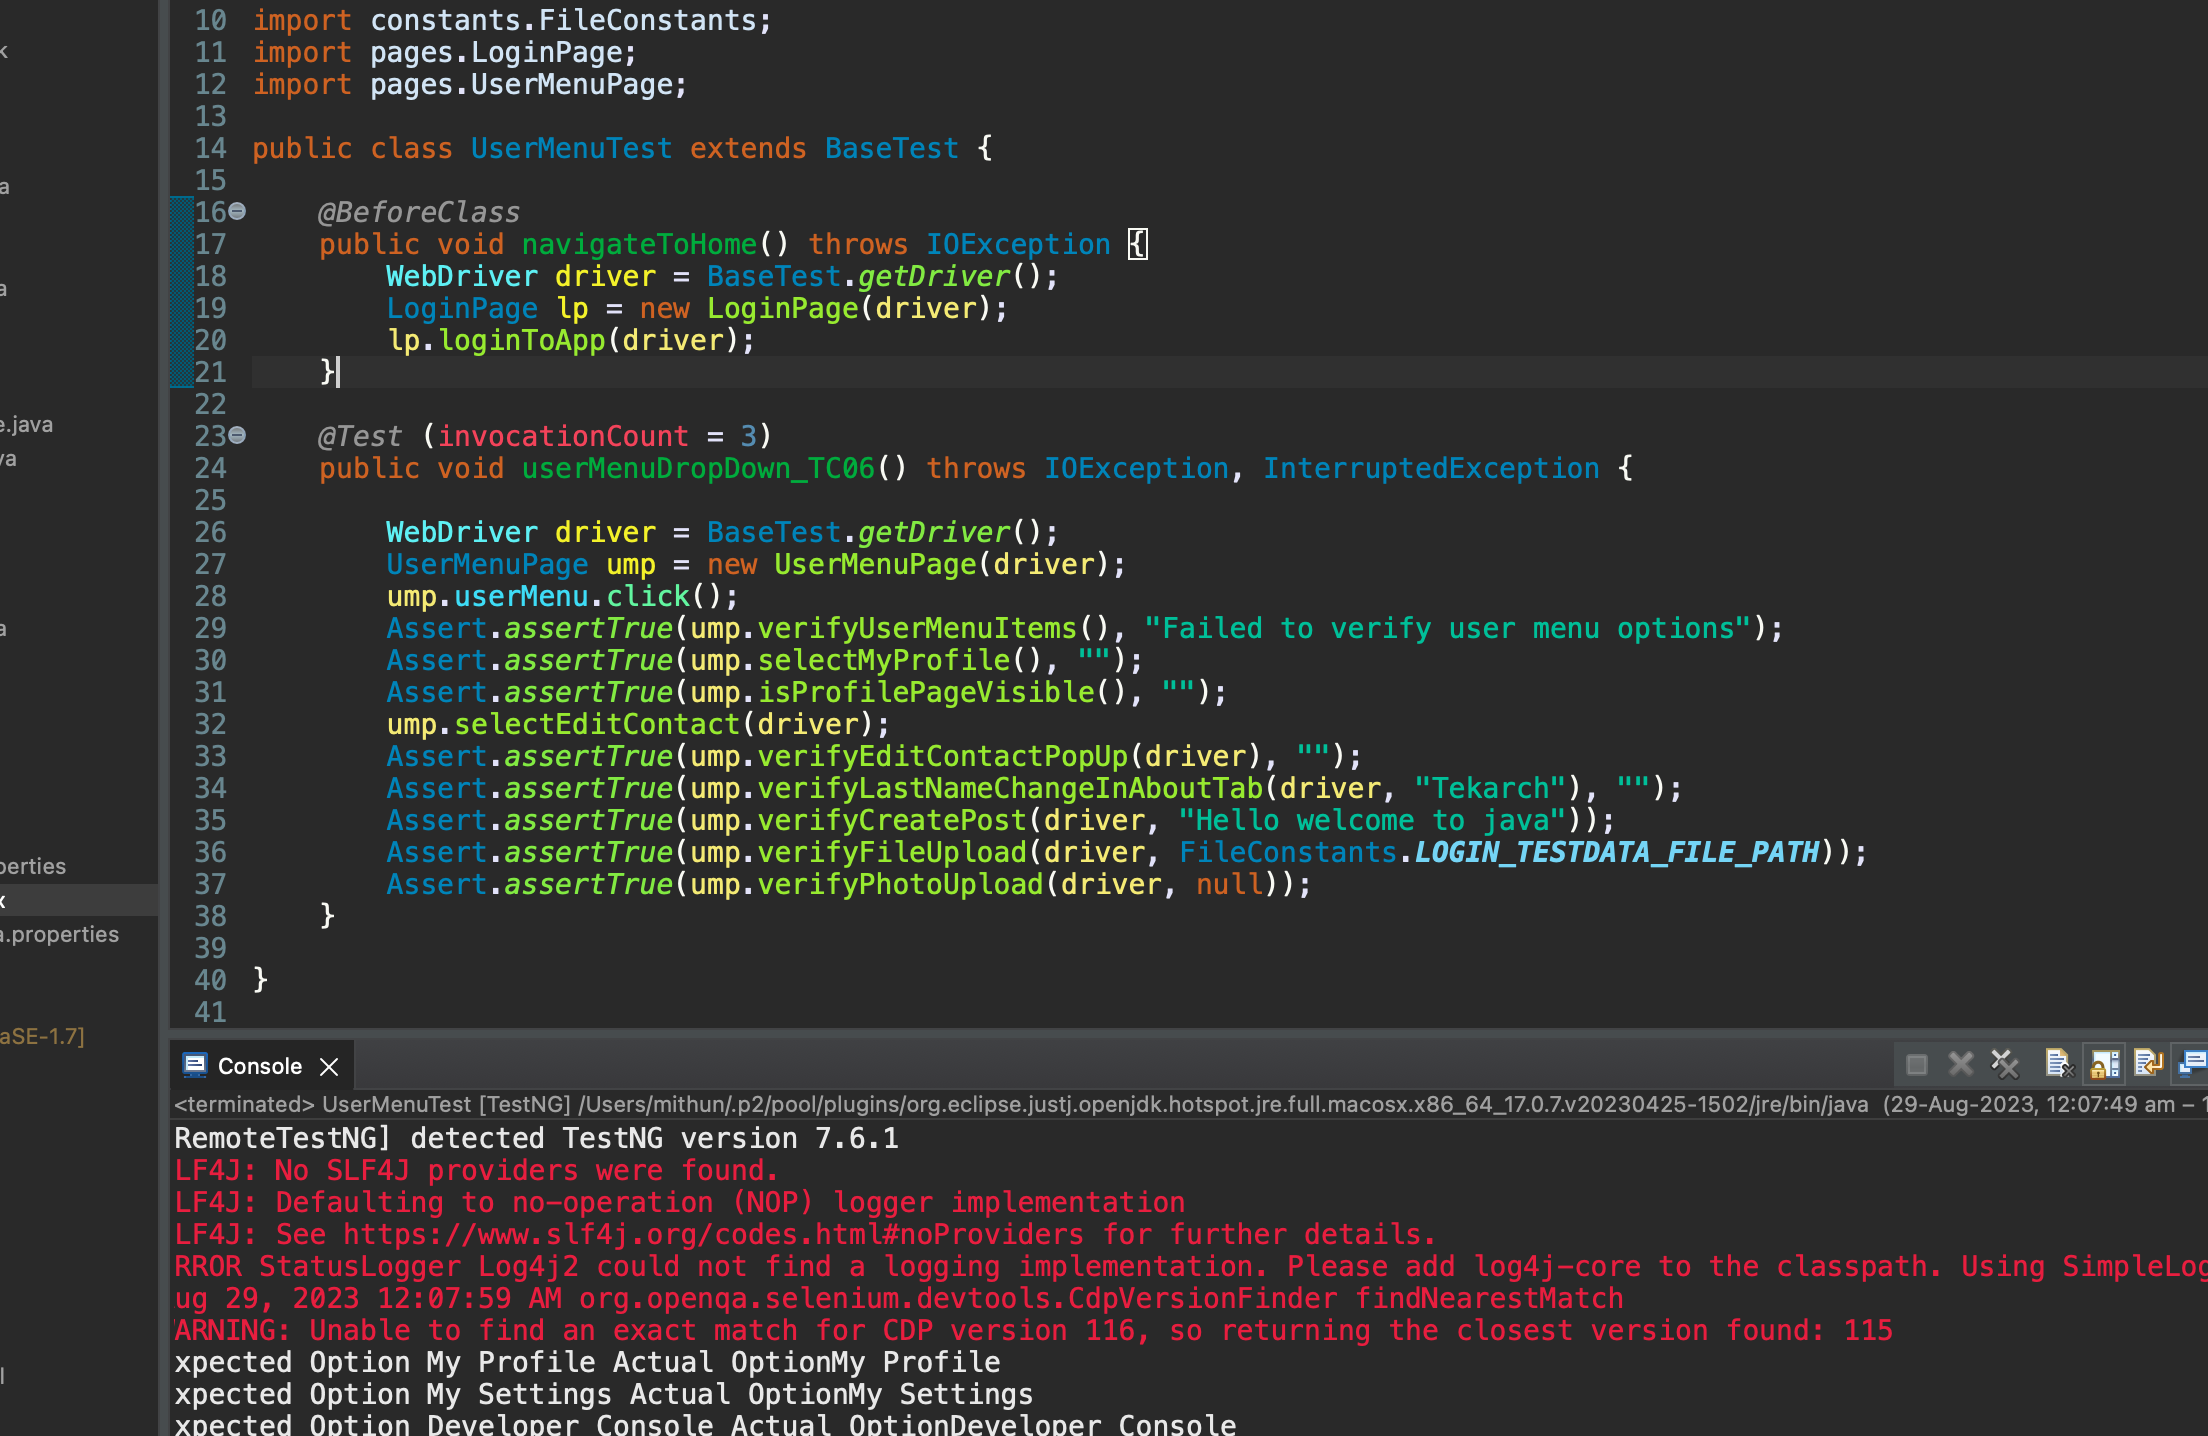 k
a
a
e.java
va
a
perties
x
a.properties
aSE-1.7]
l
10 import constants.FileConstants;
11 import pages.LoginPage;
12 import pages.UserMenuPage;
13
14 public class UserMenuTest extends BaseTest {
15
16 @BeforeClass
17 public void navigateToHome() throws IOException {
18 WebDriver driver = BaseTest.getDriver();
19 LoginPage lp = new LoginPage(driver);
20 lp.loginToApp(driver);
21 }
22
23 @Test (invocationCount = 3)
24 public void userMenuDropDown_TC06() throws IOException, InterruptedException {
25
26 WebDriver driver = BaseTest.getDriver();
27 UserMenuPage ump = new UserMenuPage(driver);
28 ump.userMenu.click();
29 Assert.assertTrue(ump.verifyUserMenuItems(), "Failed to verify user menu options");
30 Assert.assertTrue(ump.selectMyProfile(), "");
31 Assert.assertTrue(ump.isProfilePageVisible(), "");
32 ump.selectEditContact(driver);
33 Assert.assertTrue(ump.verifyEditContactPopUp(driver), "");
34 Assert.assertTrue(ump.verifyLastNameChangeInAboutTab(driver, "Tekarch"), "");
35 Assert.assertTrue(ump.verifyCreatePost(driver, "Hello welcome to java"));
36 Assert.assertTrue(ump.verifyFileUpload(driver, FileConstants.LOGIN_TESTDATA_FILE_PATH));
37 Assert.assertTrue(ump.verifyPhotoUpload(driver, null));
38 }
39
40 }
41
Console
<terminated> UserMenuTest [TestNG] /Users/mithun/.p2/pool/plugins/org.eclipse.justj.openjdk.hotspot.jre.full.macosx.x86_64_17.0.7.v20230425-1502/jre/bin/java (29-Aug-2023, 12:07:49 am – 1
RemoteTestNG] detected TestNG version 7.6.1
LF4J: No SLF4J providers were found.
LF4J: Defaulting to no-operation (NOP) logger implementation
LF4J: See https://www.slf4j.org/codes.html#noProviders for further details.
RROR StatusLogger Log4j2 could not find a logging implementation. Please add log4j-core to the classpath. Using SimpleLog
ug 29, 2023 12:07:59 AM org.openqa.selenium.devtools.CdpVersionFinder findNearestMatch
ARNING: Unable to find an exact match for CDP version 116, so returning the closest version found: 115
xpected Option My Profile Actual OptionMy Profile
xpected Option My Settings Actual OptionMy Settings
xpected Option Developer Console Actual OptionDeveloper Console